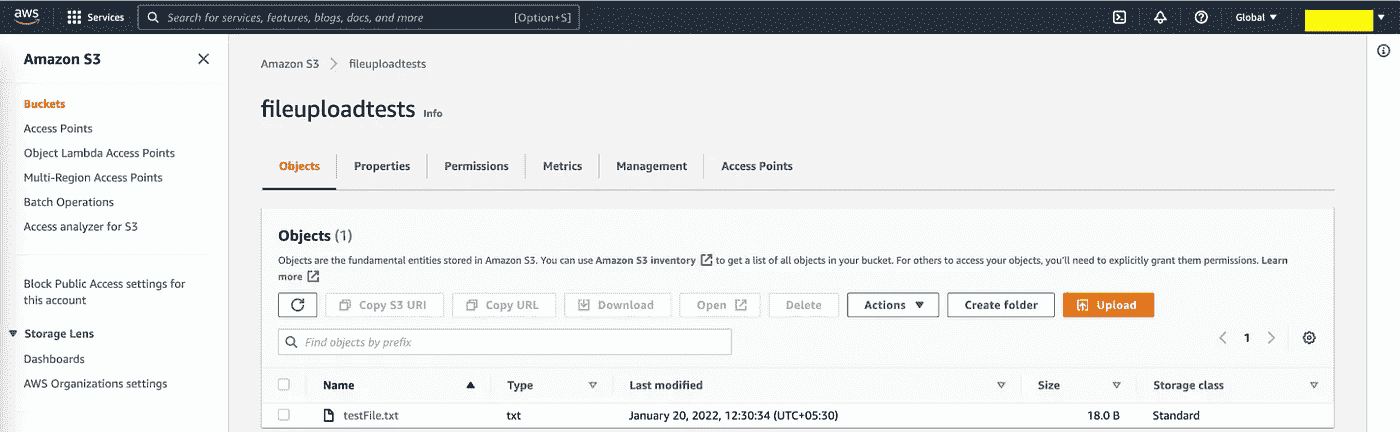 aws
Services
Search for services, features, blogs, docs, and more
[Option+S]
Global
Amazon S3
Buckets
Access Points
Object Lambda Access Points
Multi-Region Access Points
Batch Operations
Access analyzer for S3
Block Public Access settings for
this account
Storage Lens
Dashboards
AWS Organizations settings
Amazon S3 > fileuploadtests
fileuploadtests Info
Objects Properties Permissions Metrics Management Access Points
Objects (1)
Objects are the fundamental entities stored in Amazon S3. You can use Amazon S3 inventory to get a list of all objects in your bucket. For others to access your objects, you'll need to explicitly grant them permissions. Learn
more
Copy S3 URI Copy URL Download Open Delete Actions Create folder Upload
Find objects by prefix
1
Name Type Last modified Size Storage class
testFile.txt txt January 20, 2022, 12:30:34 (UTC+05:30) 18.0 B Standard